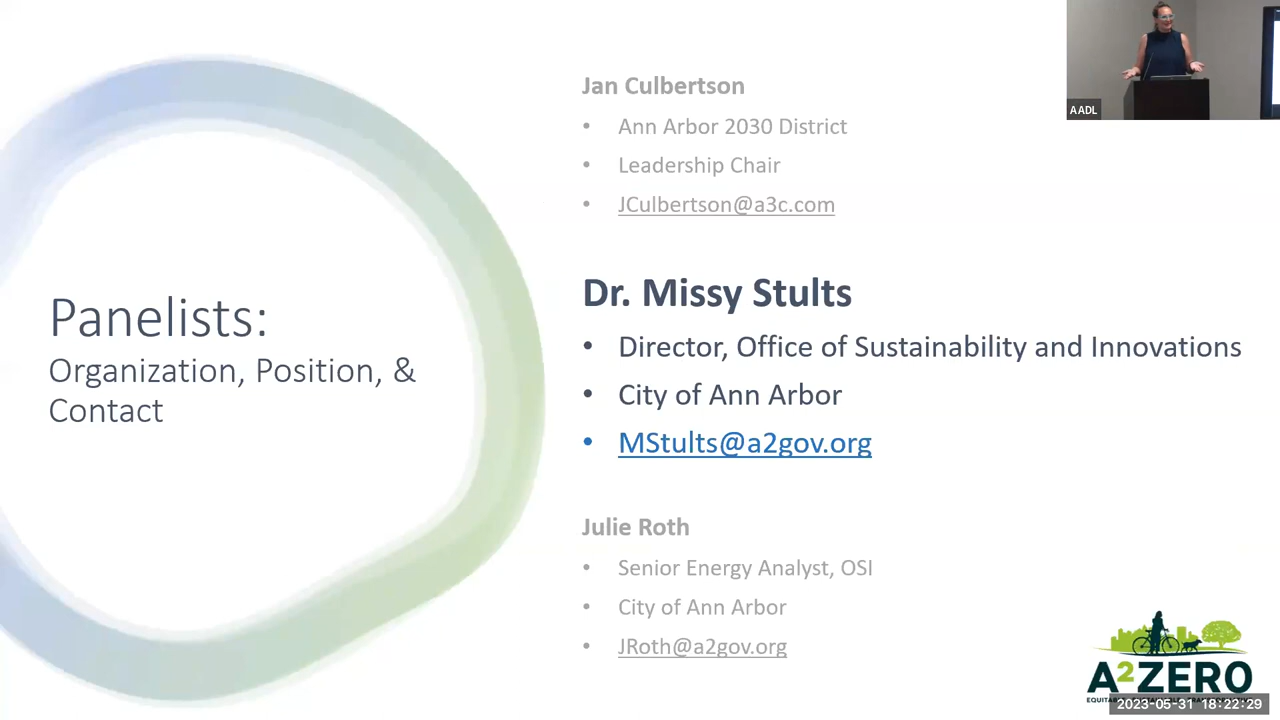 Panelists:
Organization, Position, &
Contact
Jan Culbertson
• Ann Arbor 2030 District
• Leadership Chair
• JCulbertson@a3c.com
Dr. Missy Stults
• Director, Office of Sustainability and Innovations
• City of Ann Arbor
• MStults@a2gov.org
Julie Roth
• Senior Energy Analyst, OSI
• City of Ann Arbor
• JRoth@a2gov.org
AADL
A²ZERO
2023-05-31 18:22:29